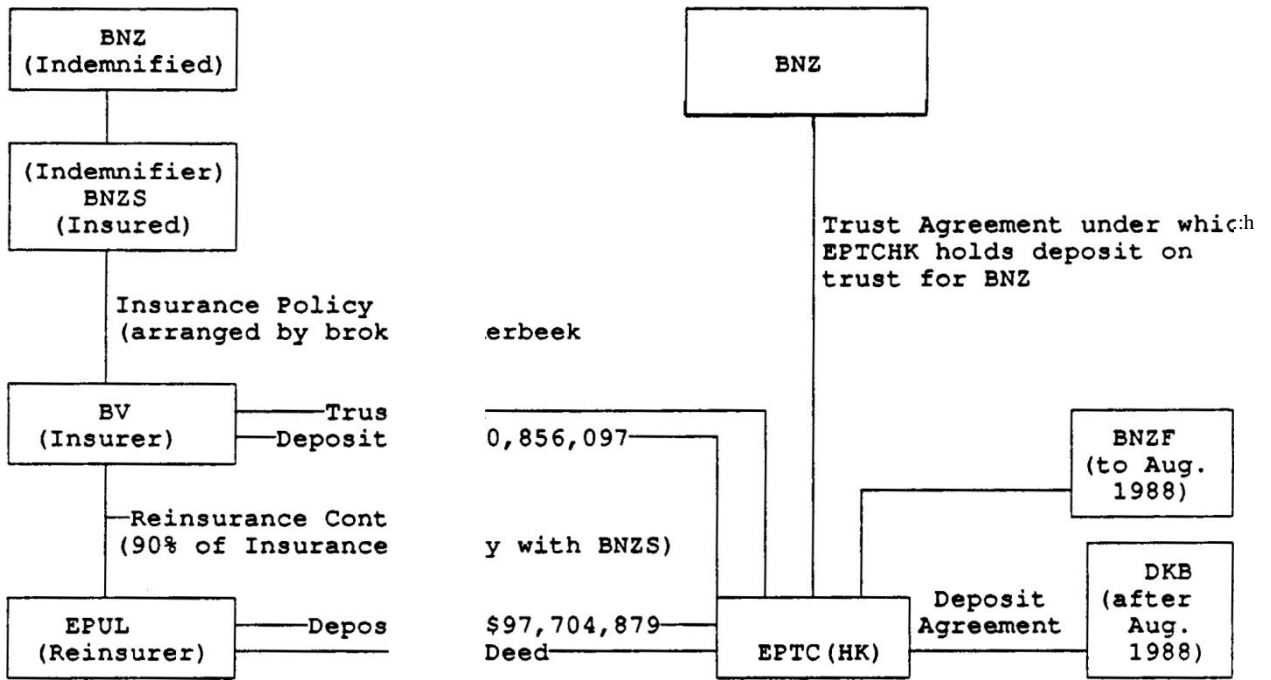 BNZ
(Indemnified)
BNZ
(Indemnifier)
BNZS
(Insured)
Trust Agreement under which
EPTCHK holds deposit on
trust for BNZ
Insurance Policy
(arranged by brok erbeek
BV
(Insurer)
Trus
Deposit 0,856,097
BNZF
(to Aug.
1988)
Reinsurance Cont
(90% of Insurance y with BNZS)
EPUL
(Reinsurer)
Depos $97,704,879
Deed
EPTC(HK)
Deposit
Agreement
DKB
(after
Aug.
1988)